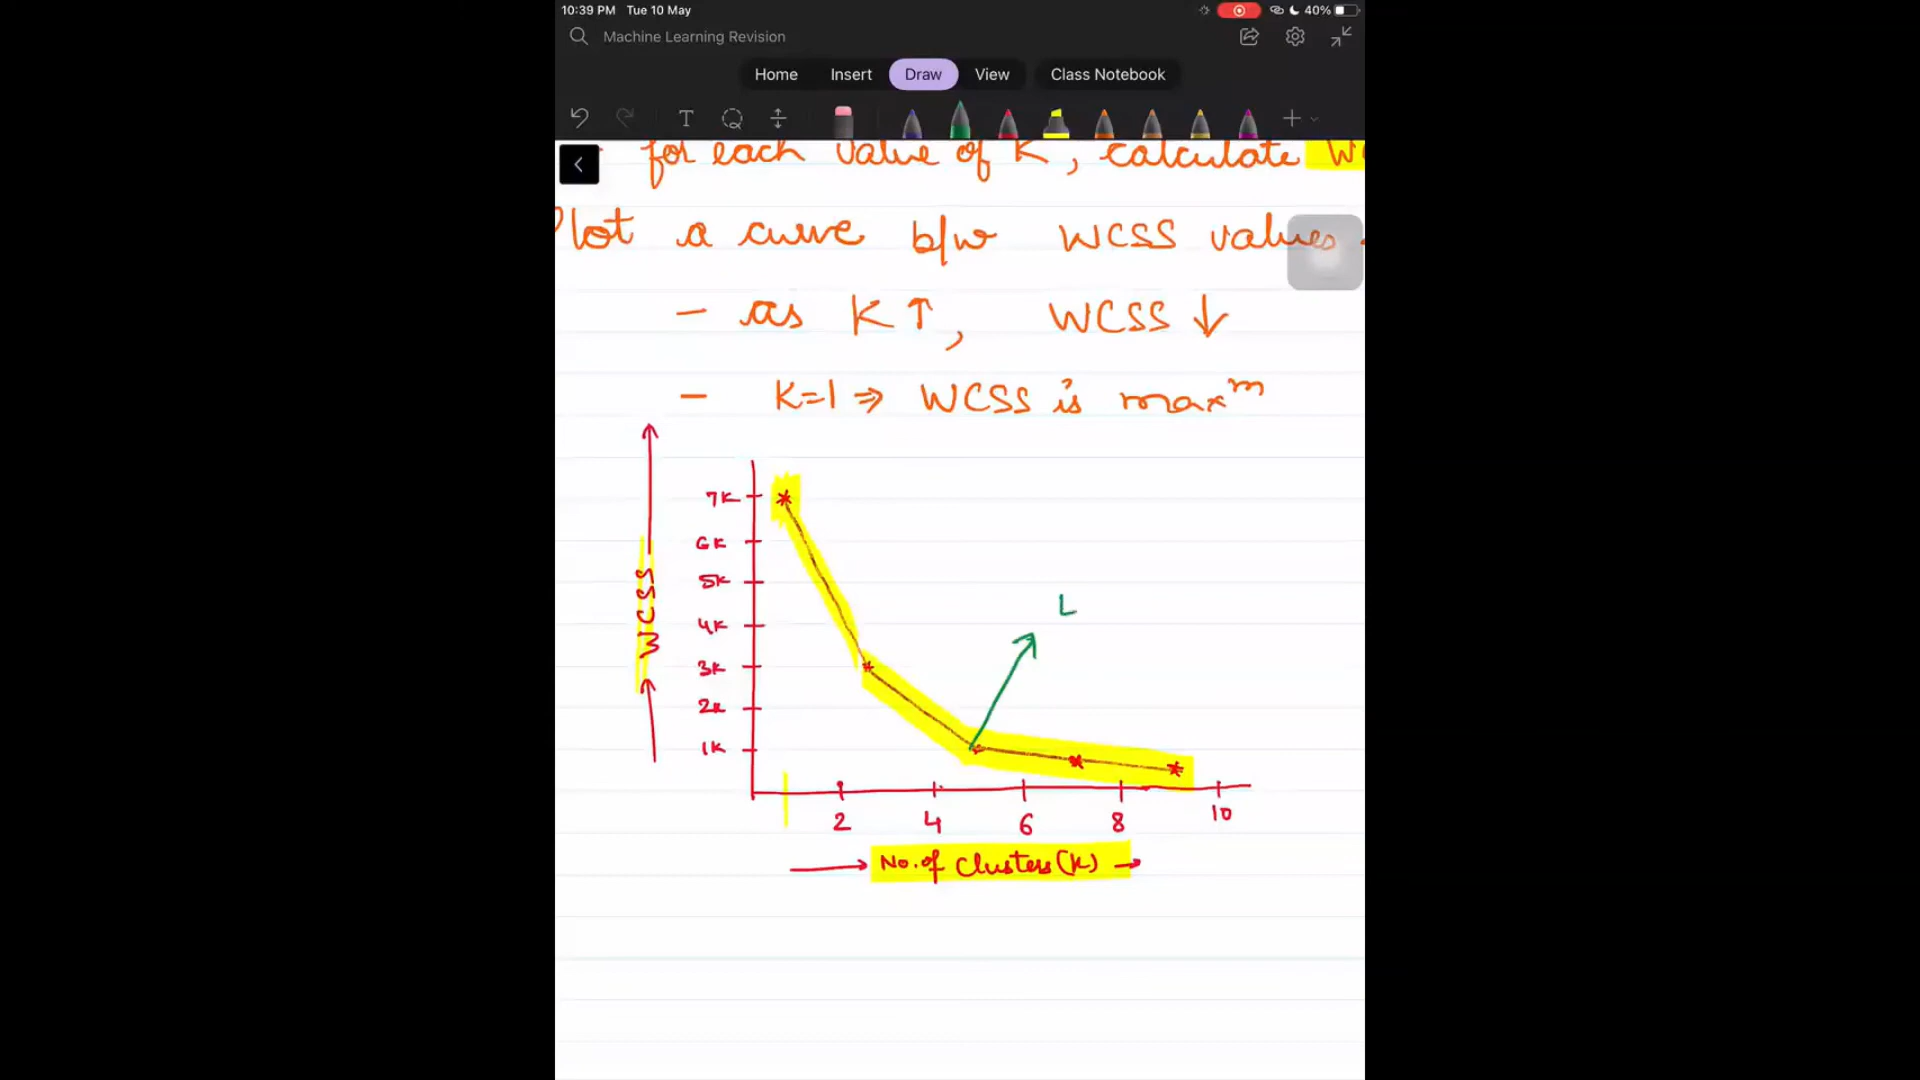 10:39 PM Tue 10 May
40%
Machine Learning Revision
Home Insert Draw View Class Notebook
for each value of K, calculate
Plot a curve b/w WCSS values
- as K ↑, WCSS ↓
- K=1 ⇒ WCSS is maxᵐ
7K
6K
5K
4K
3K
2K
1K
WCSS
L
2 4 6 8 10
No. of Clusters (K)